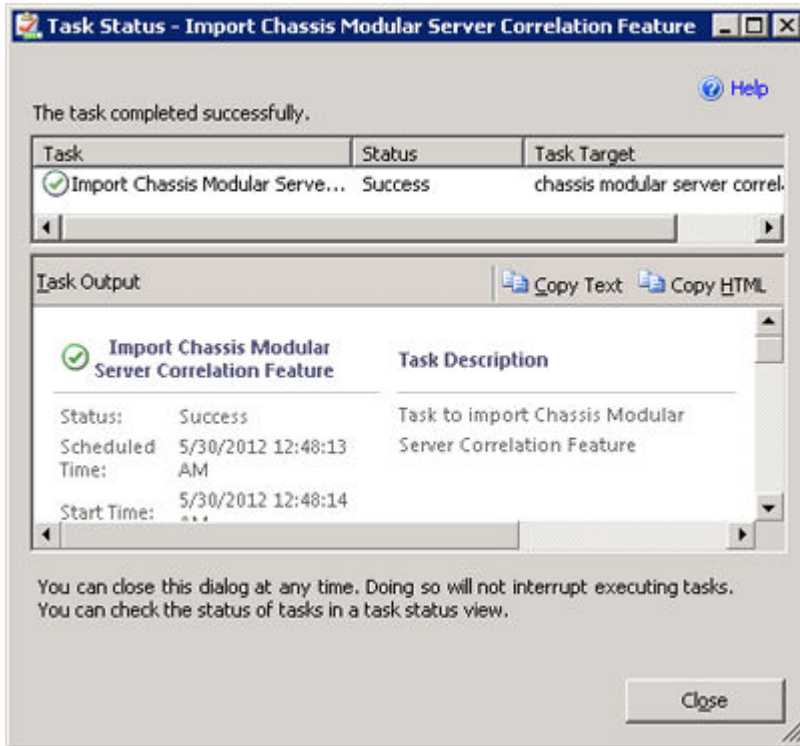 Task Status - Import Chassis Modular Server Correlation Feature
Help
The task completed successfully.
Task Status Task Target
Import Chassis Modular Serve... Success chassis modular server correl
Task Output Copy Text Copy HTML
Import Chassis Modular
Server Correlation Feature
Task Description
Status: Success
Scheduled Time: 5/30/2012 12:48:13 AM
Start Time: 5/30/2012 12:48:14
Task to import Chassis Modular
Server Correlation Feature
You can close this dialog at any time. Doing so will not interrupt executing tasks.
You can check the status of tasks in a task status view.
Close